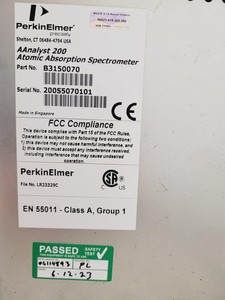 PerkinElmer
precisely
Shelton, CT 06484-4794 USA
AAnalyst 200
Atomic Absorption Spectrometer
Part No. B3150070
Serial No. 200S5070101
Made in Singapore
FCC Compliance
This device complies with Part 15 of the FCC Rules.
Operation is subject to the following two conditions:
(1) This device may not cause harmful interference, and
(2) This device must accept any interference received,
including interference that may cause undesired
operation.
PerkinElmer
File No. LR33329C
EN 55011 - Class A, Group 1
PASSED
SAFETY
TEST
PL
6-12-23